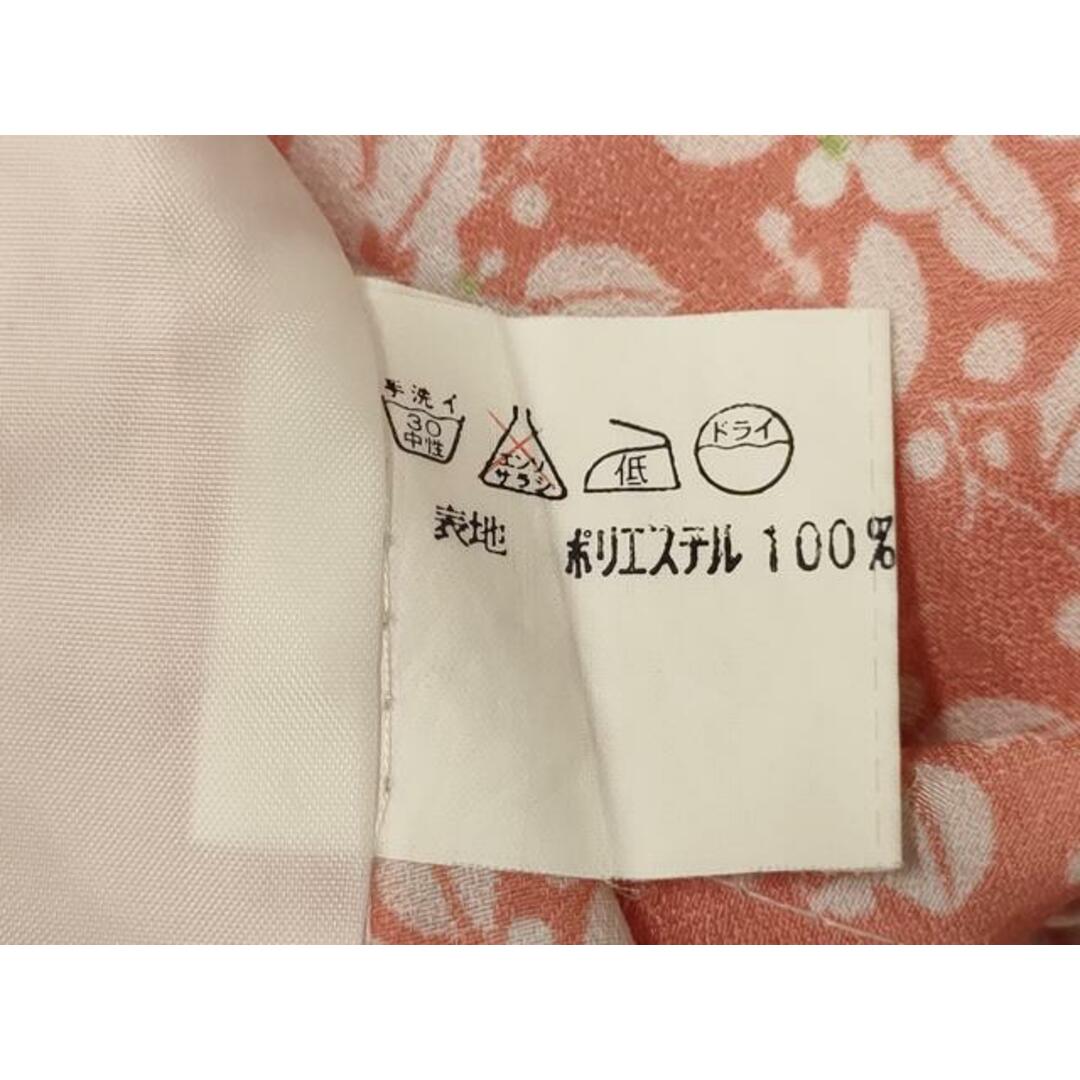 手洗イ
30
中性
エンソ
サラシ
低
ドライ
表地 ポリエステル 100%